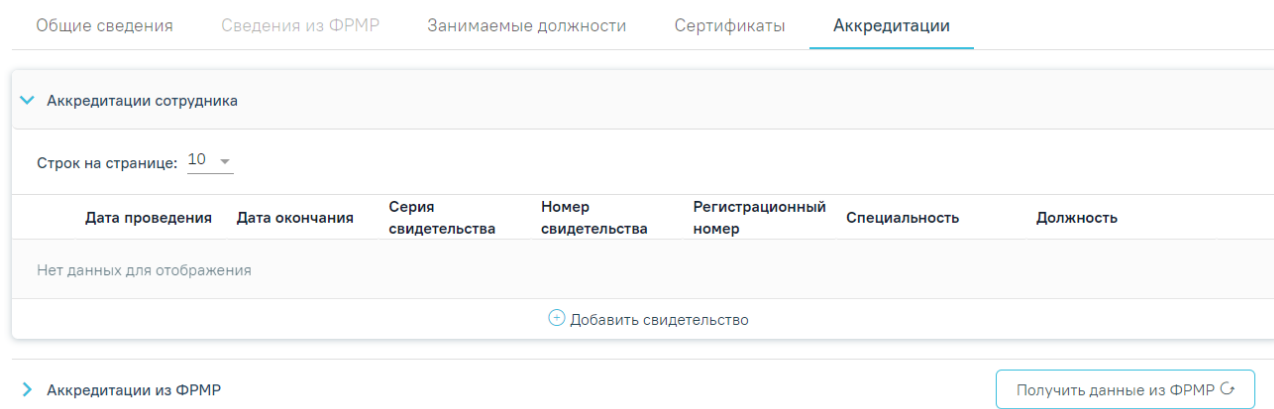 Общие сведения Сведения из ФРМР Занимаемые должности Сертификаты Аккредитации
Аккредитации сотрудника
Строк на странице: 10
Дата проведения Дата окончания Серия свидетельства Номер свидетельства Регистрационный номер Специальность Должность
Нет данных для отображения
Добавить свидетельство
Аккредитации из ФРМР Получить данные из ФРМР